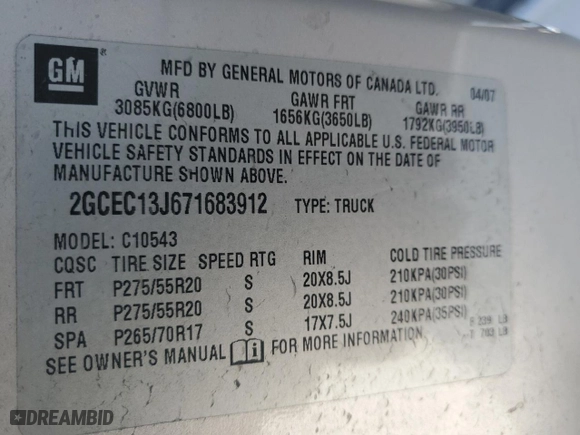 GM
MFD BY GENERAL MOTORS OF CANADA LTD. 04/07
GVWR GAWR FRT GAWR RR
3085KG(6800LB) 1656KG(3650LB) 1792KG(3950LB)
THIS VEHICLE CONFORMS TO ALL APPLICABLE U.S. FEDERAL MOTOR
VEHICLE SAFETY STANDARDS IN EFFECT ON THE DATE OF
MANUFACTURE SHOWN ABOVE.
2GCEC13J671683912 TYPE: TRUCK
MODEL: C10543
CQSC TIRE SIZE SPEED RTG RIM COLD TIRE PRESSURE
FRT P275/55R20 S 20X8.5J 210KPA(30PSI)
RR P275/55R20 S 20X8.5J 210KPA(30PSI)
SPA P265/70R17 S 17X7.5J 240KPA(35PSI)
SEE OWNER'S MANUAL FOR MORE INFORMATION
DREAMBID